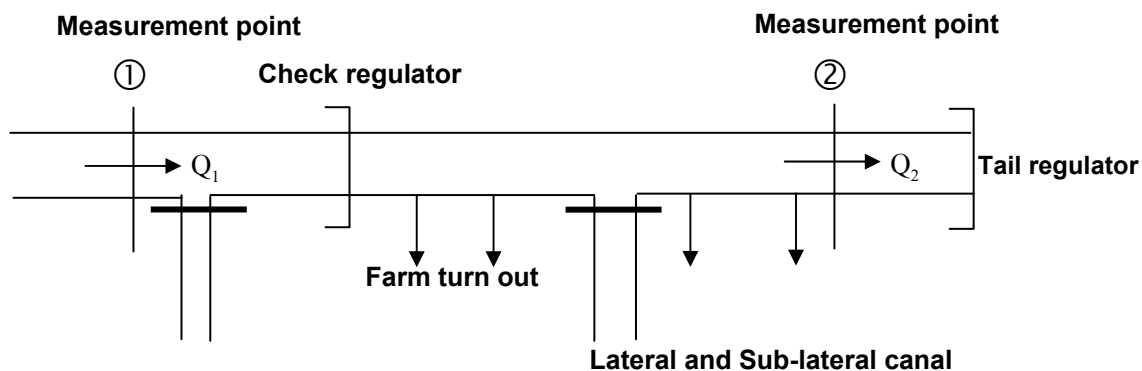 Measurement point
Measurement point
①
Check regulator
②
Q1
Q2
Tail regulator
Farm turn out
Lateral and Sub-lateral canal